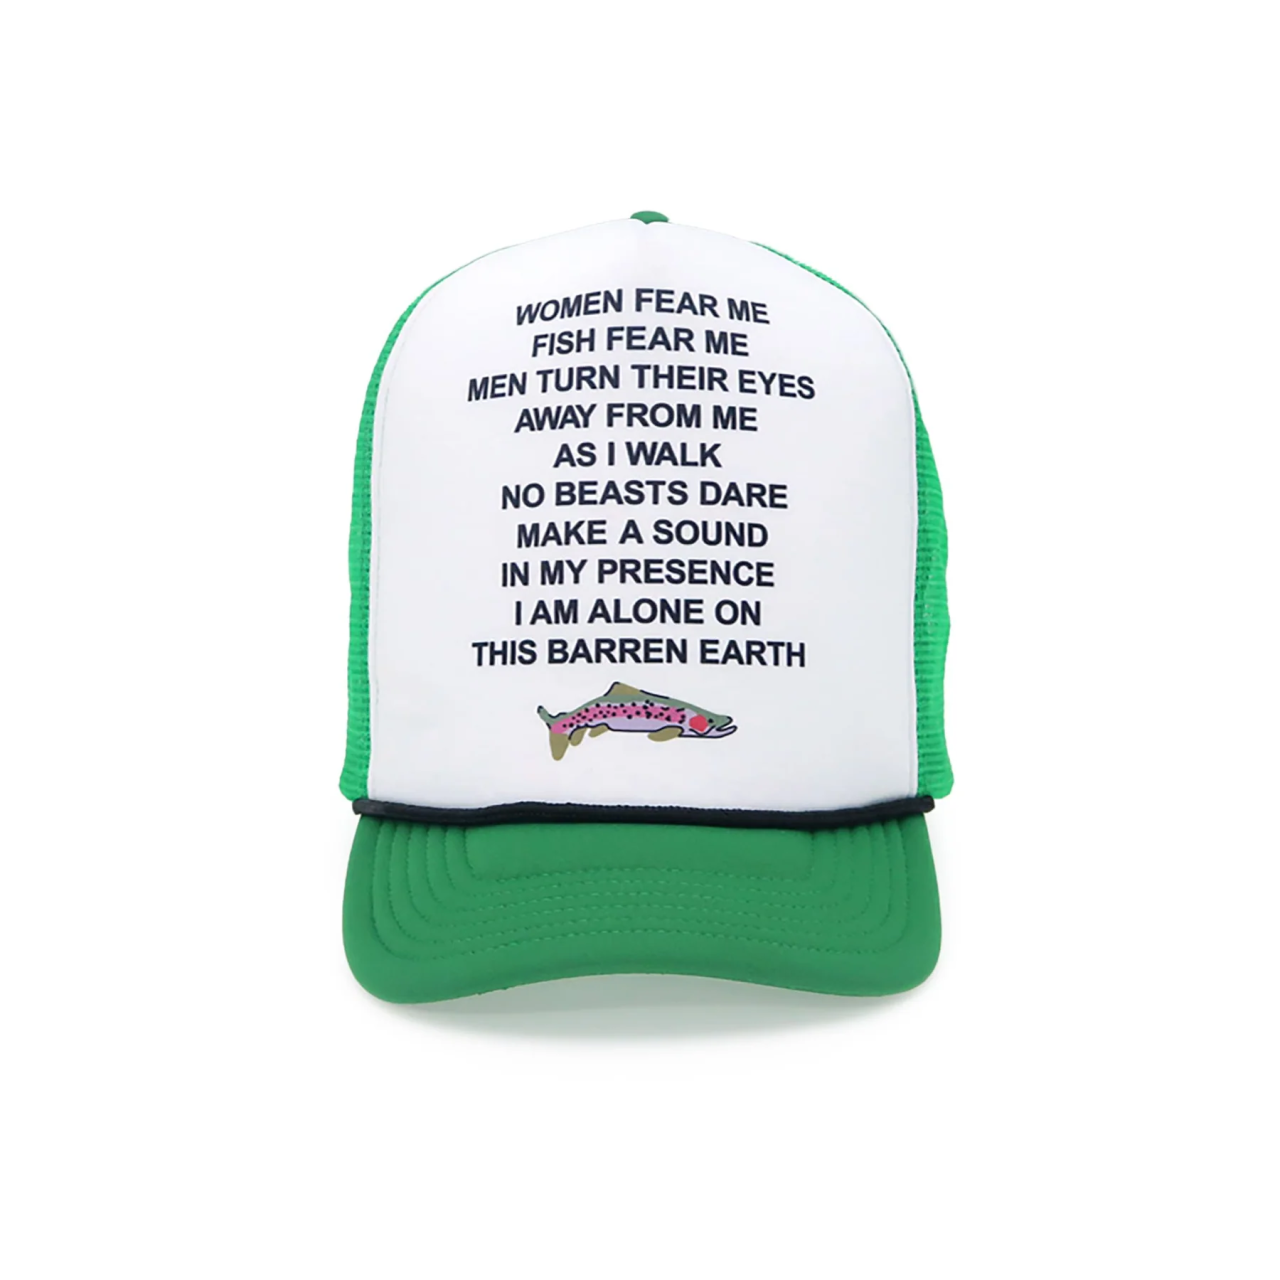 WOMEN FEAR ME
FISH FEAR ME
MEN TURN THEIR EYES
AWAY FROM ME
AS I WALK
NO BEASTS DARE
MAKE A SOUND
IN MY PRESENCE
I AM ALONE ON
THIS BARREN EARTH